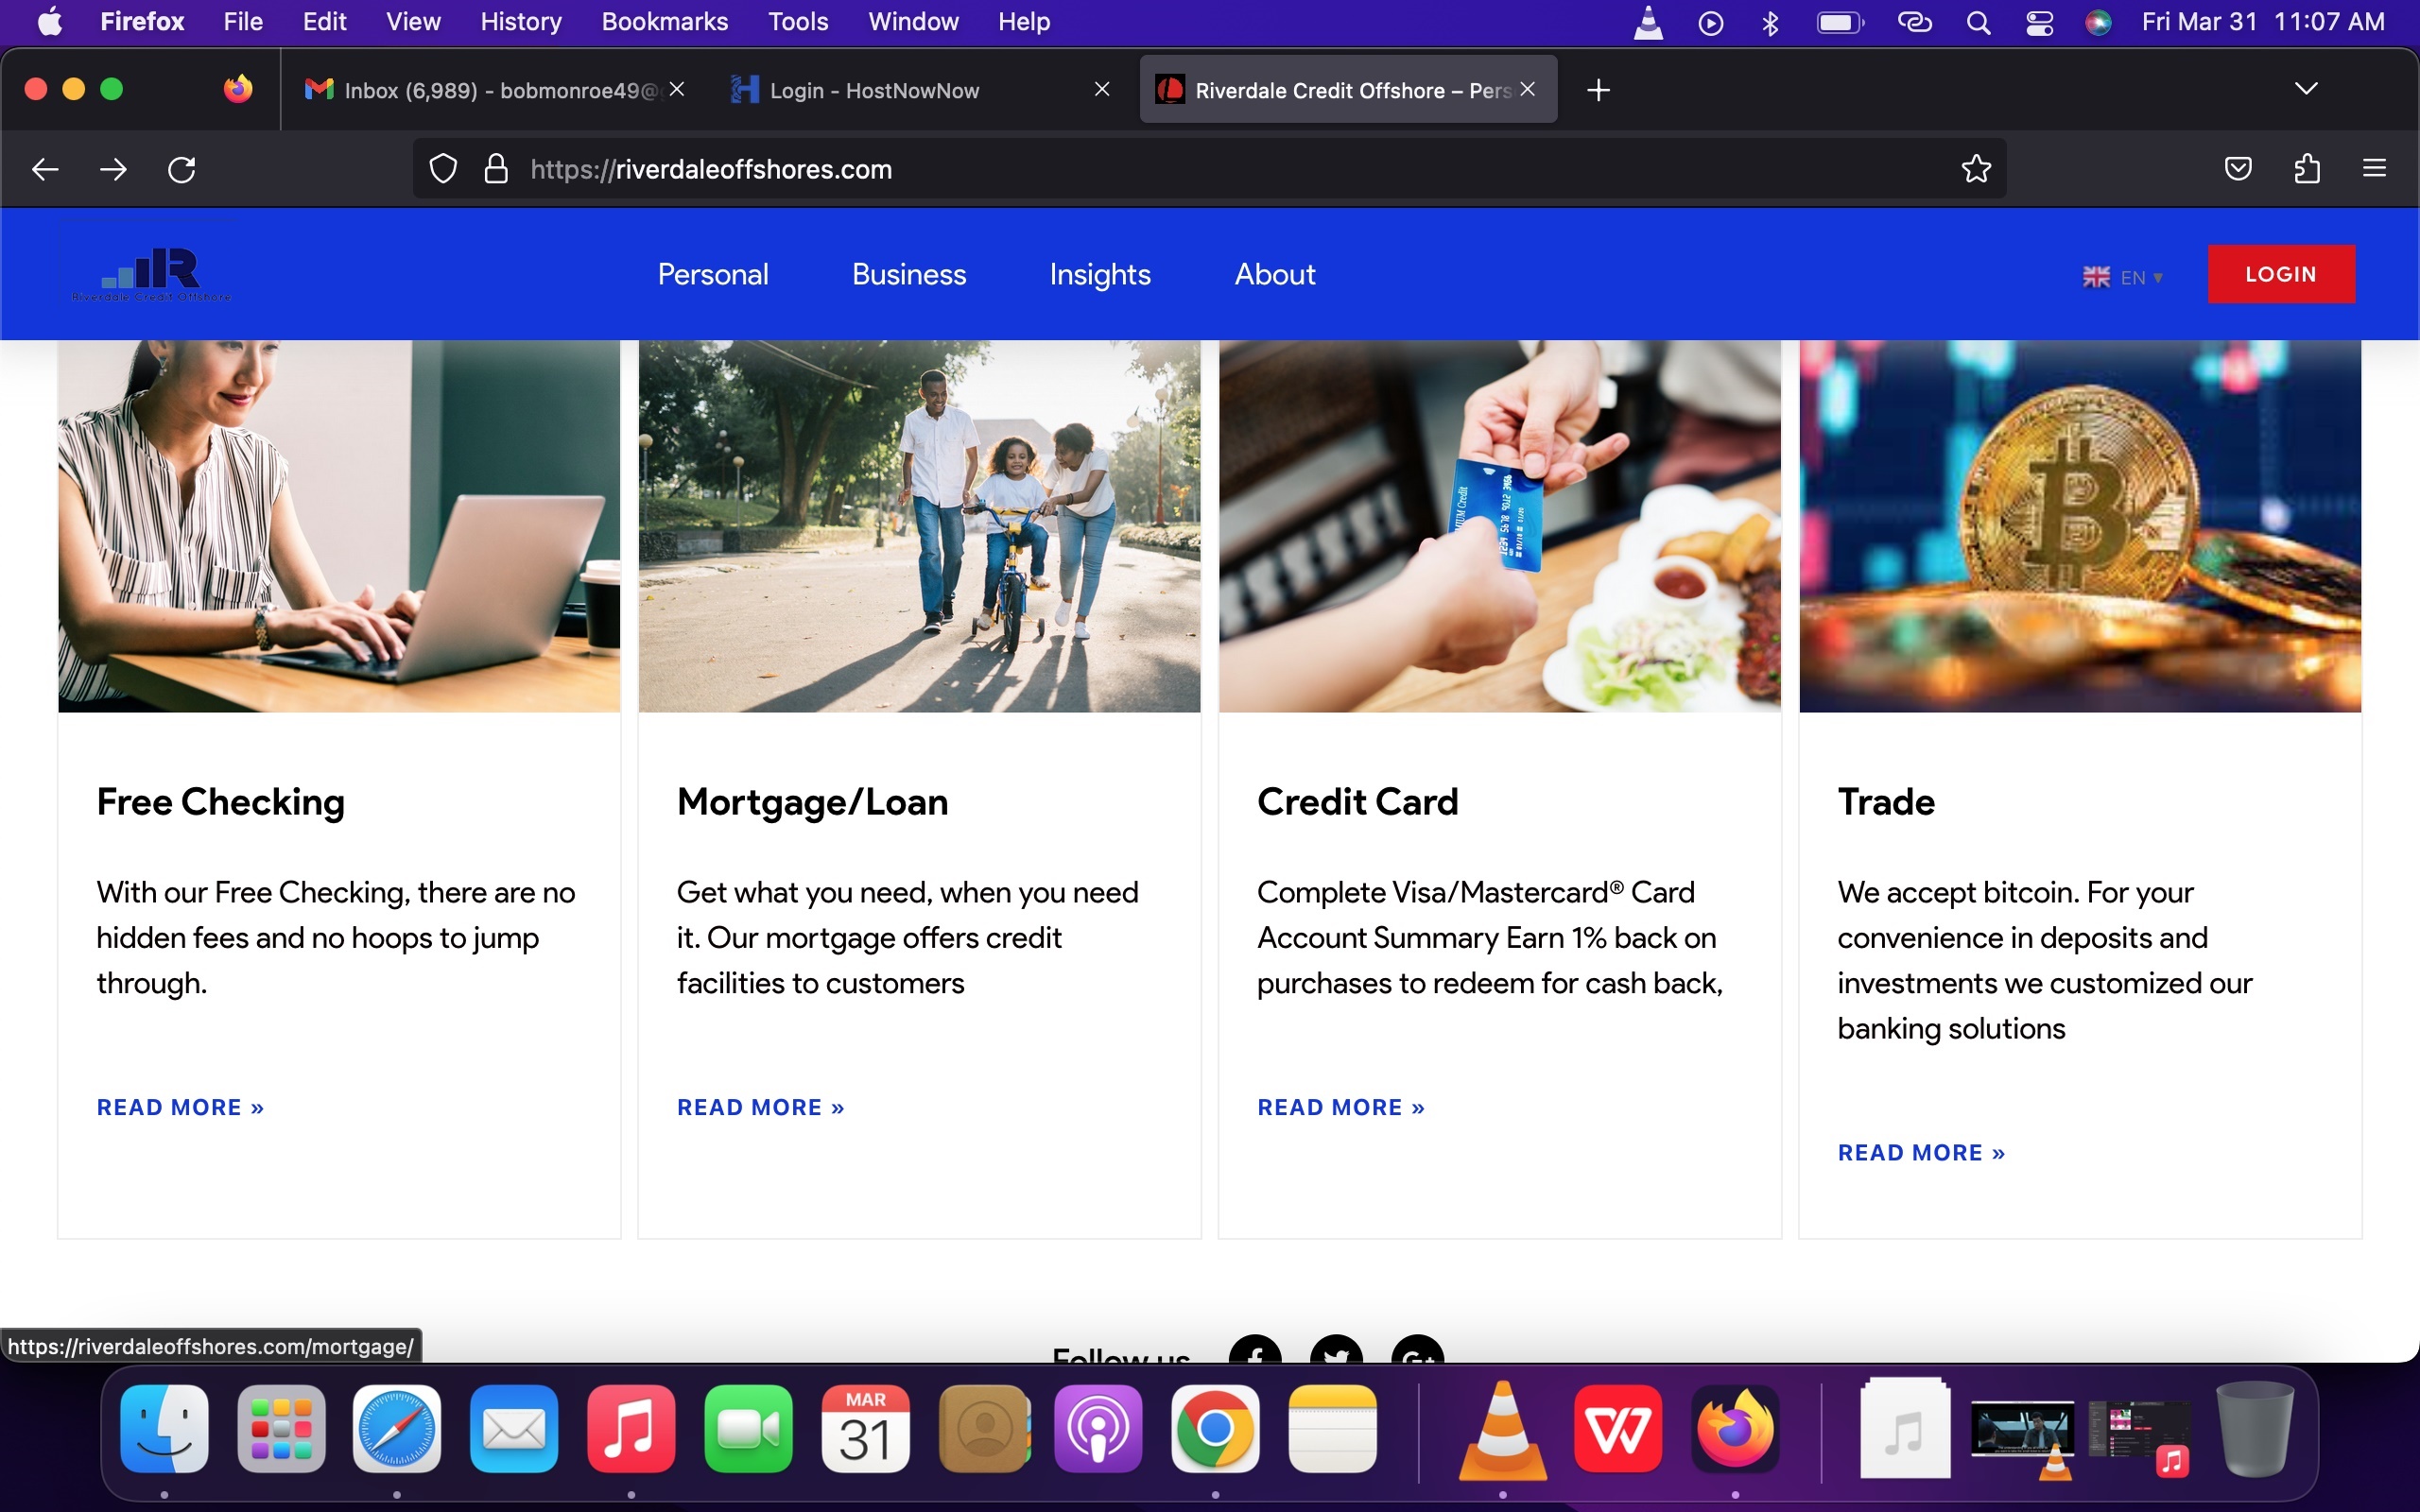 Firefox File Edit View History Bookmarks Tools Window Help Fri Mar 31 11:07 AM
Inbox (6,989) - bobmonroe49@ Login - HostNowNow Riverdale Credit Offshore – Pers
https://riverdaleoffshores.com
Riverdale Credit Offshore
Personal Business Insights About EN LOGIN
Free Checking
With our Free Checking, there are no
hidden fees and no hoops to jump
through.
READ MORE »
Mortgage/Loan
Get what you need, when you need
it. Our mortgage offers credit
facilities to customers
READ MORE »
Credit Card
Complete Visa/Mastercard® Card
Account Summary Earn 1% back on
purchases to redeem for cash back,
READ MORE »
Trade
We accept bitcoin. For your
convenience in deposits and
investments we customized our
banking solutions
READ MORE »
Follow us
https://riverdaleoffshores.com/mortgage/
MAR
31